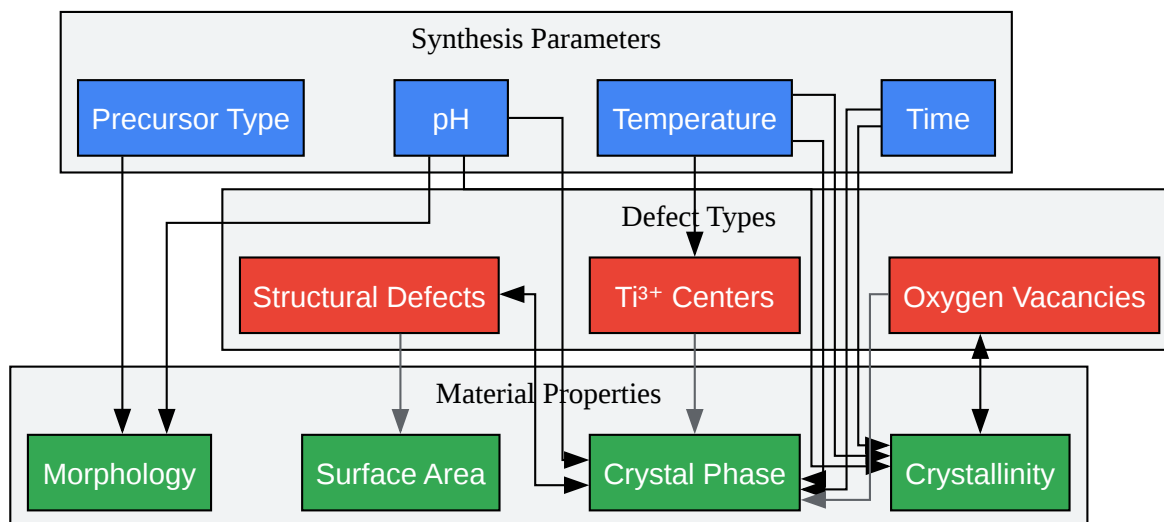 Synthesis Parameters
Precursor Type
pH
Temperature
Time
Defect Types
Structural Defects
Ti³⁺ Centers
Oxygen Vacancies
Material Properties
Morphology
Surface Area
Crystal Phase
Crystallinity